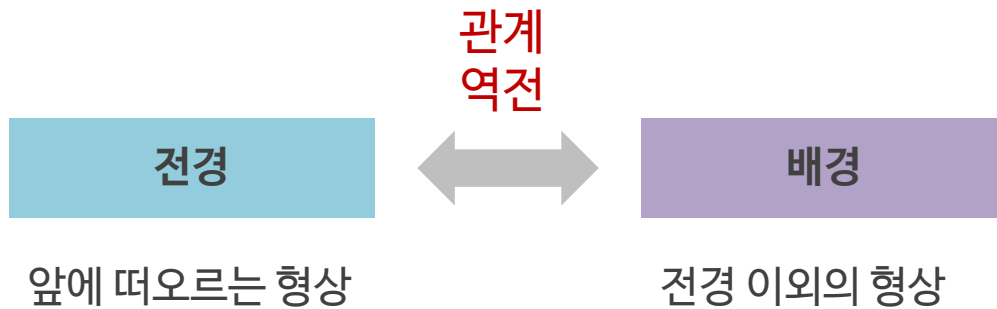 관계
역전
전경
배경
앞에 떠오르는 형상
전경 이외의 형상